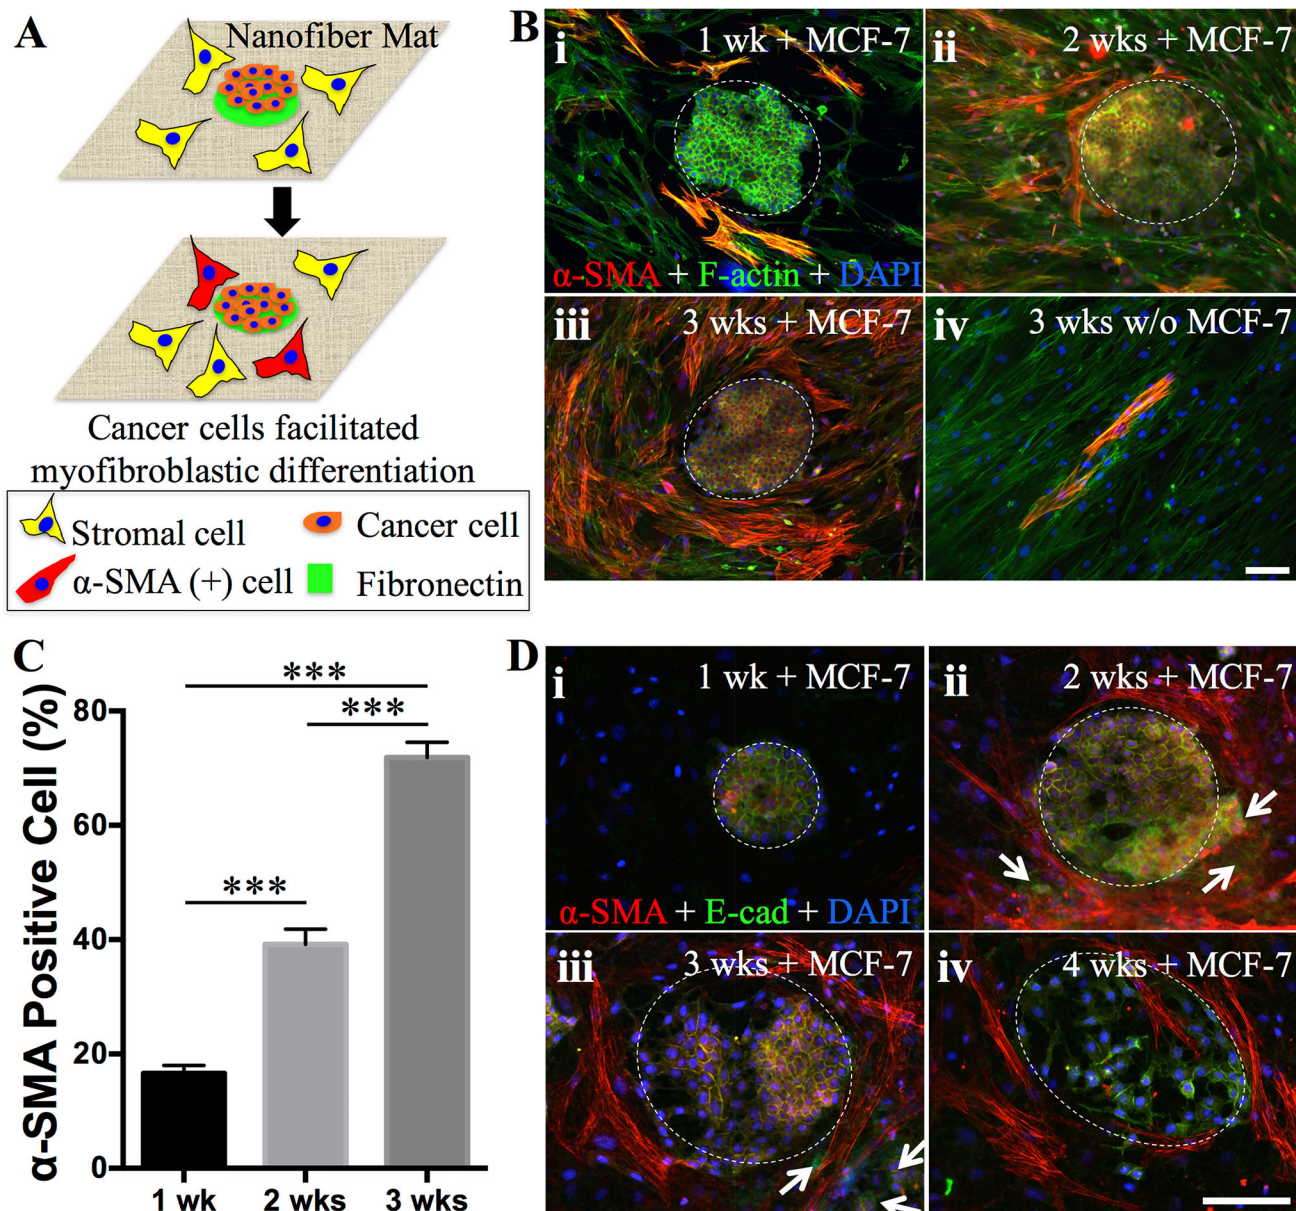 A
Nanofiber Mat
Cancer cells facilitated
myofibroblastic differentiation
Stromal cell
Cancer cell
α-SMA (+) cell
Fibronectin
B
i
1 wk + MCF-7
α-SMA + F-actin + DAPI
ii
2 wks + MCF-7
iii
3 wks + MCF-7
iv
3 wks w/o MCF-7
C
α-SMA Positive Cell (%)
80
60
40
20
0
***
***
***
1 wk
2 wks
3 wks
D
i
1 wk + MCF-7
α-SMA + E-cad + DAPI
ii
2 wks + MCF-7
iii
3 wks + MCF-7
iv
4 wks + MCF-7